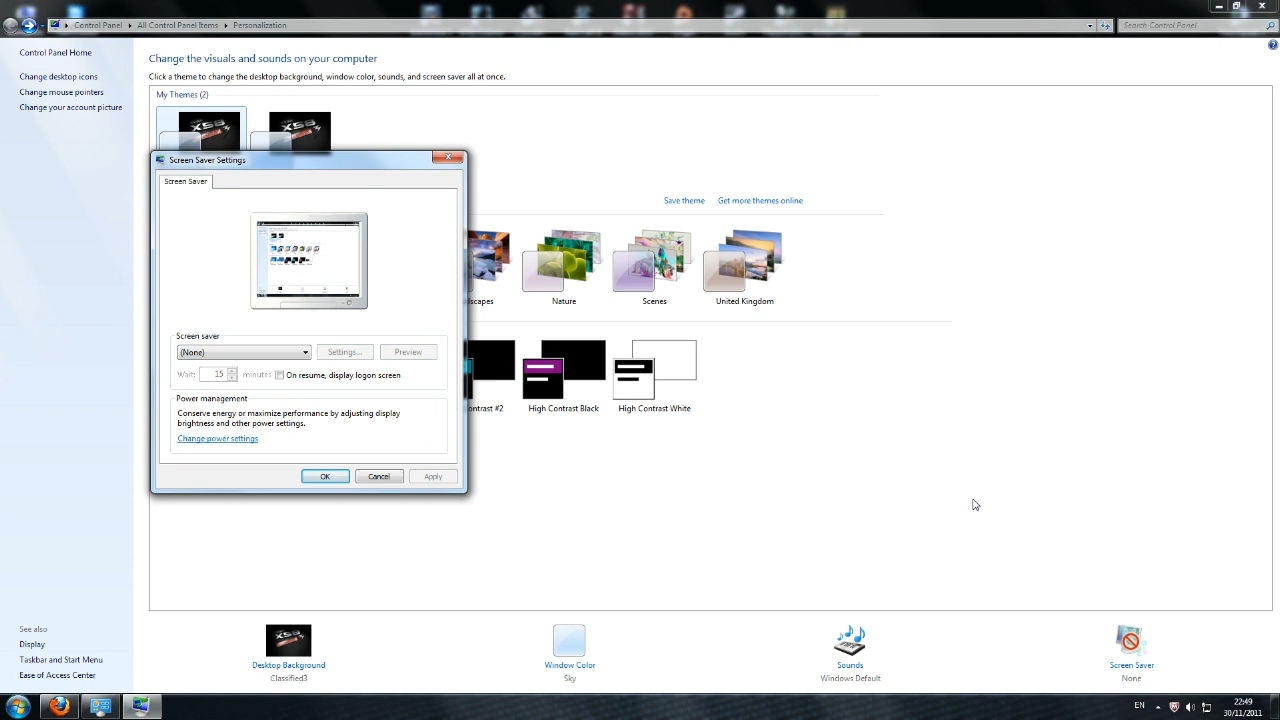 Control Panel
All Control Panel Items
Personalization
Search Control Panel
Control Panel Home
Change desktop icons
Change mouse pointers
Change your account picture
Change the visuals and sounds on your computer
Click a theme to change the desktop background, window color, sounds, and screen saver all at once.
My Themes (2)
X58
X58
Screen Saver Settings
Screen Saver
Save theme
Get more themes online
dscapes
Nature
Scenes
United Kingdom
Screen saver
(None)
Settings...
Preview
Wait:
15
minutes
On resume, display logon screen
Power management
Conserve energy or maximize performance by adjusting display
brightness and other power settings.
Change power settings
ontrast #2
High Contrast Black
High Contrast White
OK
Cancel
Apply
See also
Display
Taskbar and Start Menu
Ease of Access Center
X58
Desktop Background
Classified3
Window Color
Sky
Sounds
Windows Default
Screen Saver
None
EN
22:49
30/11/2011